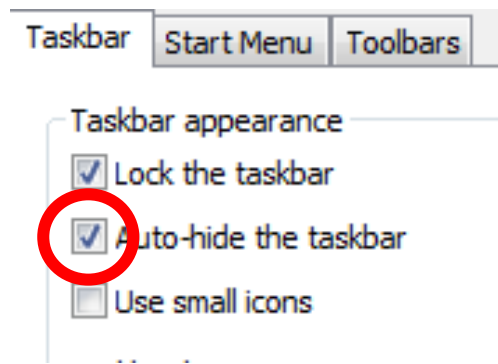 Taskbar Start Menu Toolbars
Taskbar appearance
Lock the taskbar
Auto-hide the taskbar
Use small icons